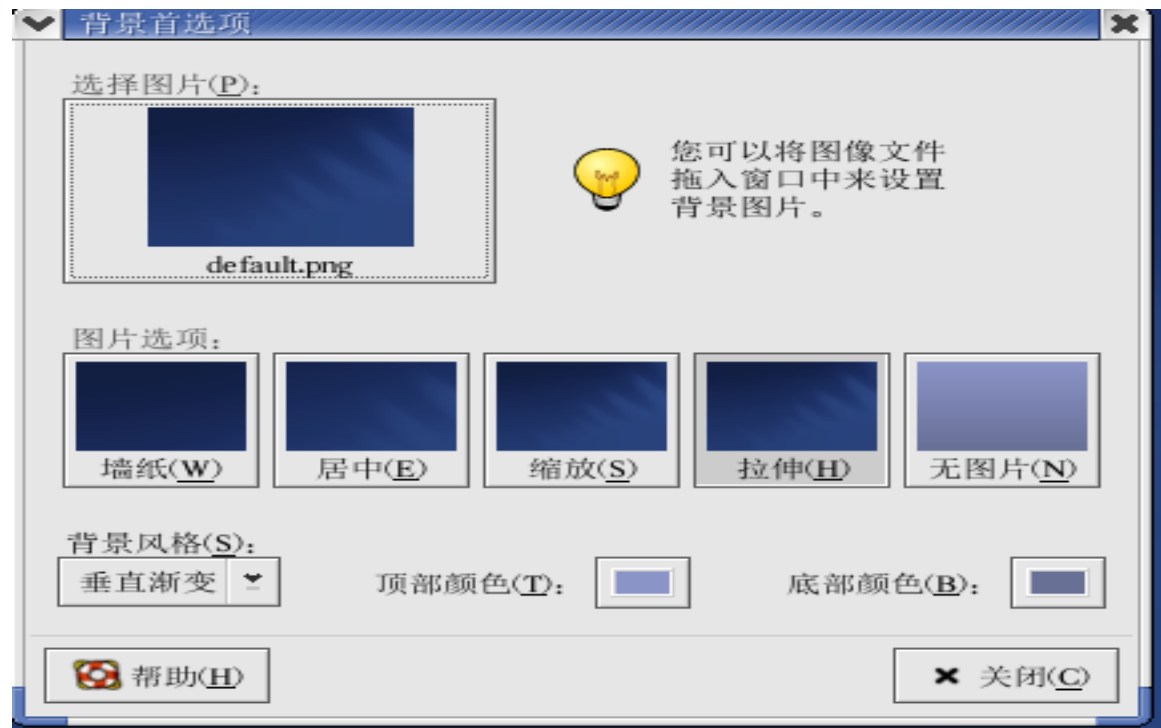 背景首选项
选择图片(P):
default.png
您可以将图像文件
拖入窗口中来设置
背景图片。
图片选项:
墙纸(W)
居中(E)
缩放(S)
拉伸(H)
无图片(N)
背景风格(S):
垂直渐变
顶部颜色(T):
底部颜色(B):
帮助(H)
关闭(C)